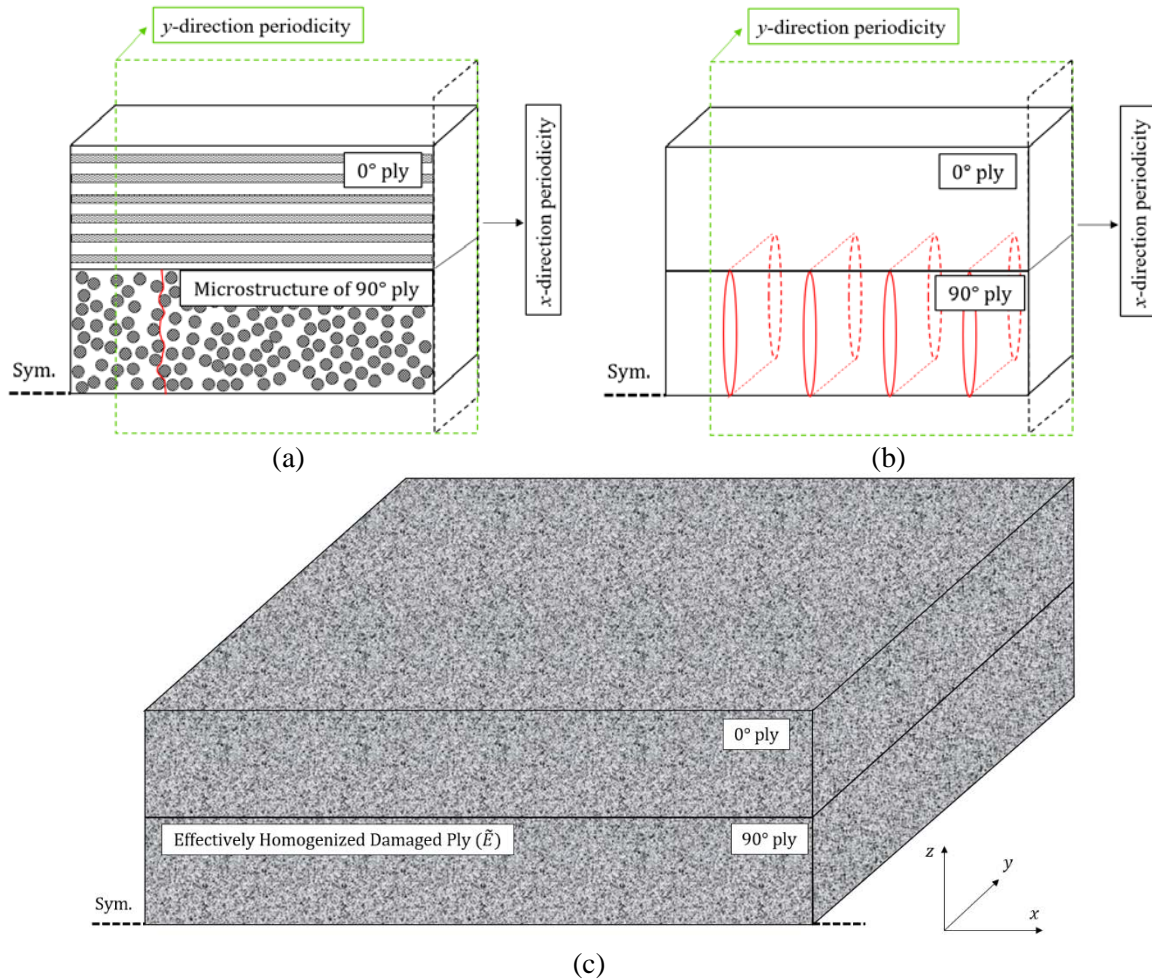 y-direction periodicity
y-direction periodicity
0° ply
0° ply
x-direction periodicity
x-direction periodicity
Microstructure of 90° ply
90° ply
Sym.
Sym.
(a)
(b)
0° ply
Effectively Homogenized Damaged Ply (Ẽ)
90° ply
z
y
Sym.
x
(c)